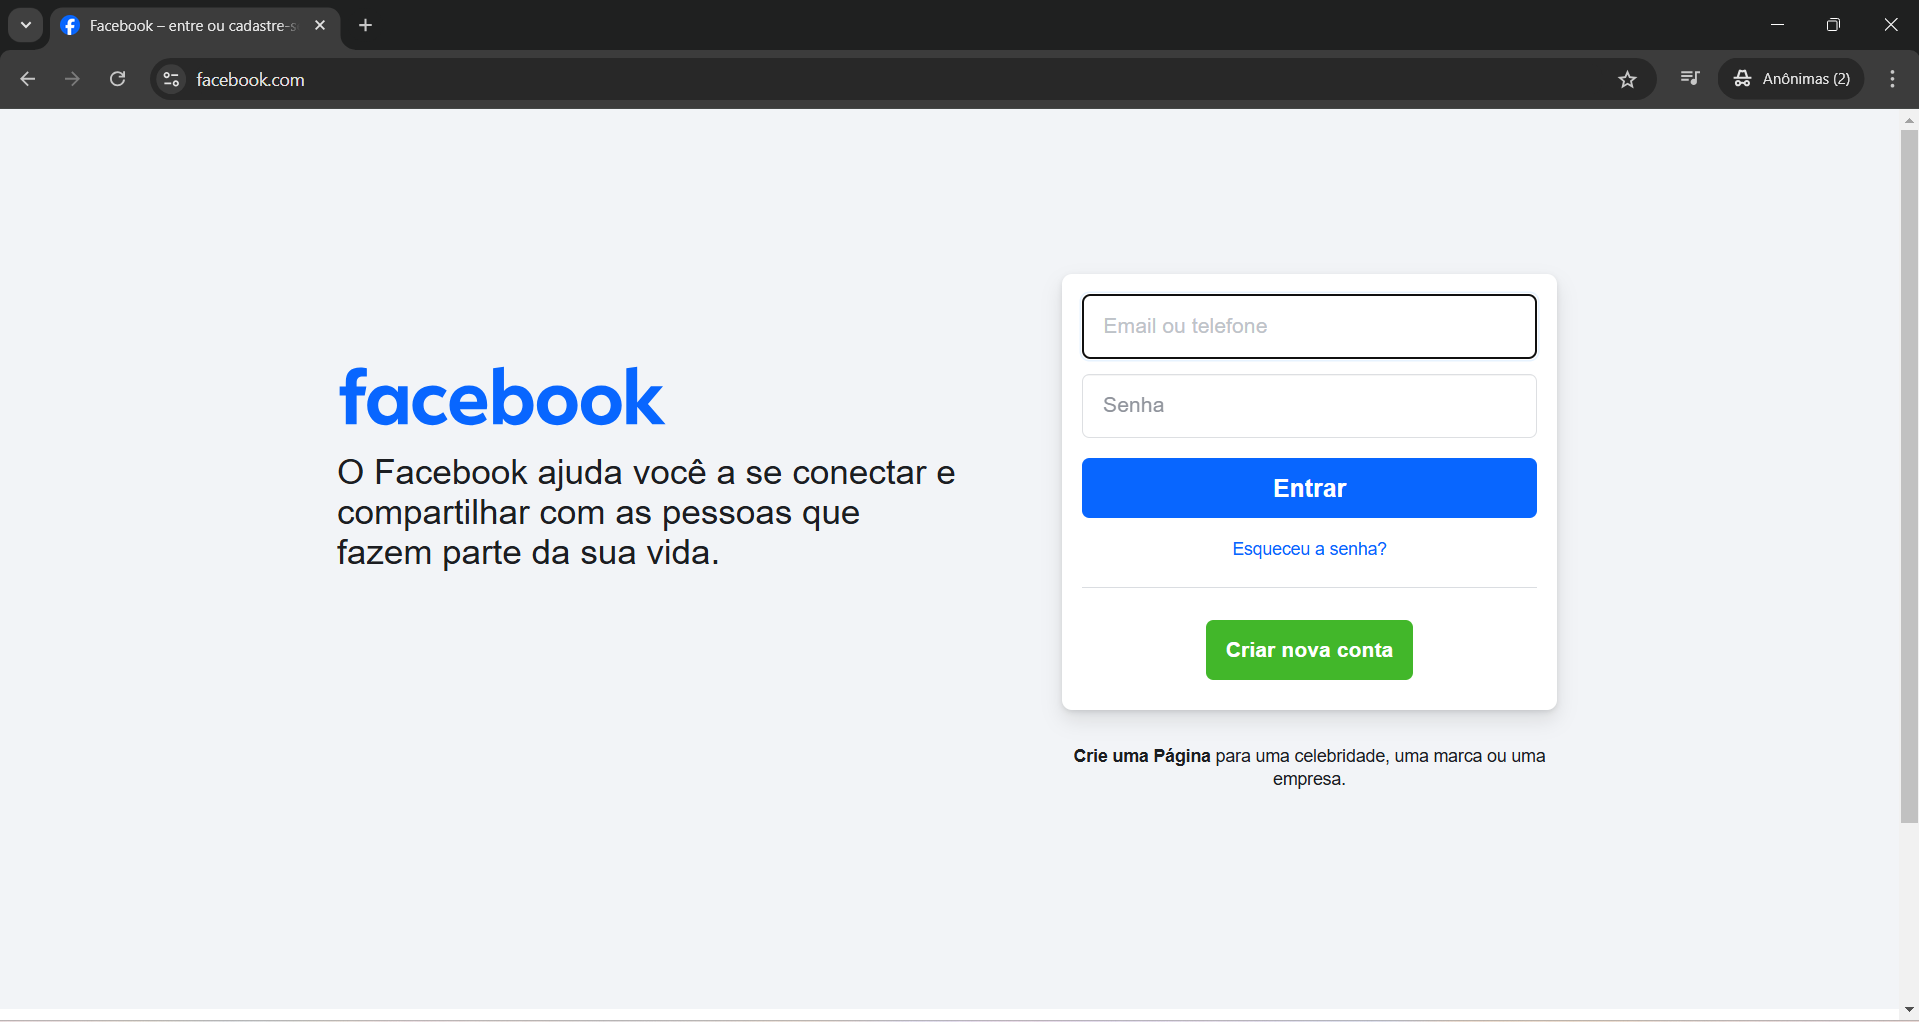 Facebook – entre ou cadastre-s
facebook.com
Anônimas (2)
facebook
O Facebook ajuda você a se conectar e
compartilhar com as pessoas que
fazem parte da sua vida.
Email ou telefone
Senha
Entrar
Esqueceu a senha?
Criar nova conta
Crie uma Página para uma celebridade, uma marca ou uma
empresa.